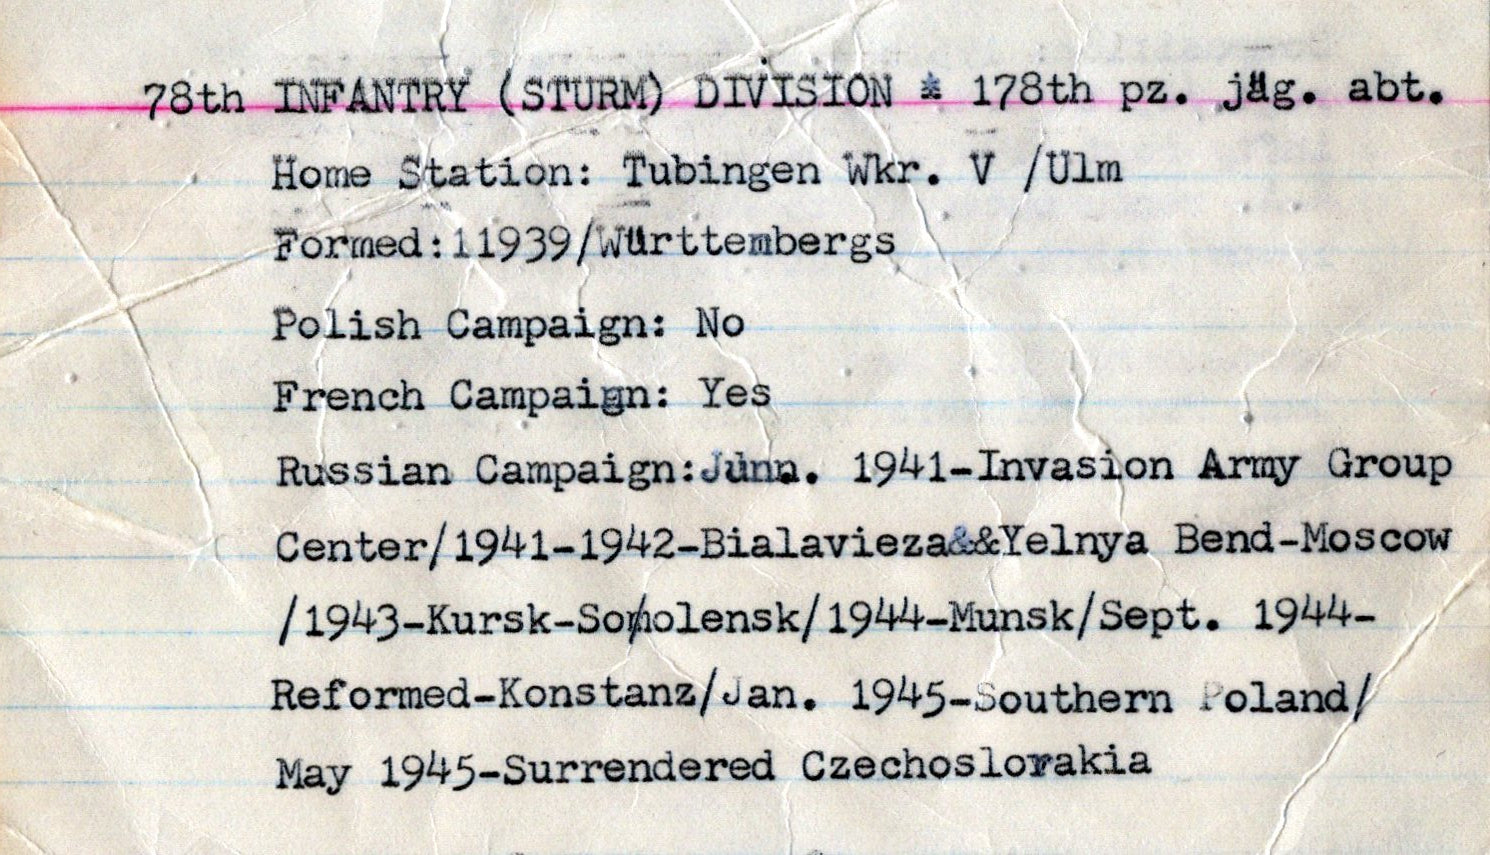 78th INFANTRY (STURM) DIVISION * 178th pz. jäg. abt.
Home Station: Tubingen Wkr. V /Ulm
Formed:11939/Württembergs
Polish Campaign: No
French Campaign: Yes
Russian Campaign: 1941-Invasion Army Group
Center/1941-1942-Bialavieza&&Yelnya Bend-Moscow
/1943-Kursk-Somolensk/1944-Munsk/Sept. 1944-
Reformed-Konstanz/Jan. 1945-Southern Poland/
May 1945-Surrendered Czechoslovakia